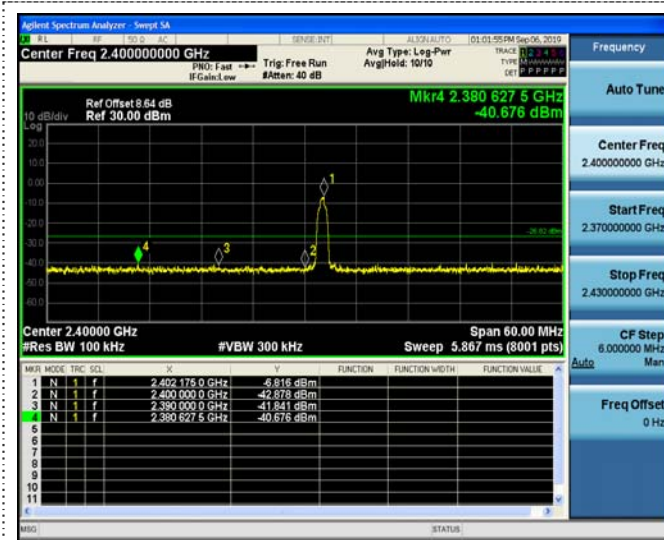 Agilent Spectrum Analyzer - Swept SA
RL RF 50 Ω AC SENSE:INT ALIGN AUTO 01:01:55 PM Sep 06, 2019
Center Freq 2.400000000 GHz
PNO: Fast
IFGain:Low
Trig: Free Run
#Atten: 40 dB
Avg Type: Log-Pwr
Avg|Hold: 10/10
TRACE 1 2 3 4 5 6
TYPE M
DET P P P P P P
Ref Offset 8.64 dB
Ref 30.00 dBm
10 dB/div
Log
Mkr4 2.380 627 5 GHz
-40.676 dBm
20.0
10.0
0.00
-10.0
-20.0
-30.0
-40.0
-50.0
-60.0
1
2
3
4
Center 2.40000 GHz
Span 60.00 MHz
#Res BW 100 kHz #VBW 300 kHz Sweep 5.867 ms (8001 pts)
MKR MODE TRC SCL X Y FUNCTION FUNCTION WIDTH FUNCTION VALUE
1 N 1 f 2.402 175 0 GHz -6.816 dBm
2 N 1 f 2.400 000 0 GHz -42.878 dBm
3 N 1 f 2.390 000 0 GHz -41.841 dBm
4 N 1 f 2.380 627 5 GHz -40.676 dBm
5
6
7
8
9
10
11
MSG STATUS
Frequency
Auto Tune
Center Freq
2.400000000 GHz
Start Freq
2.370000000 GHz
Stop Freq
2.430000000 GHz
CF Step
6.000000 MHz
Auto Man
Freq Offset
0 Hz